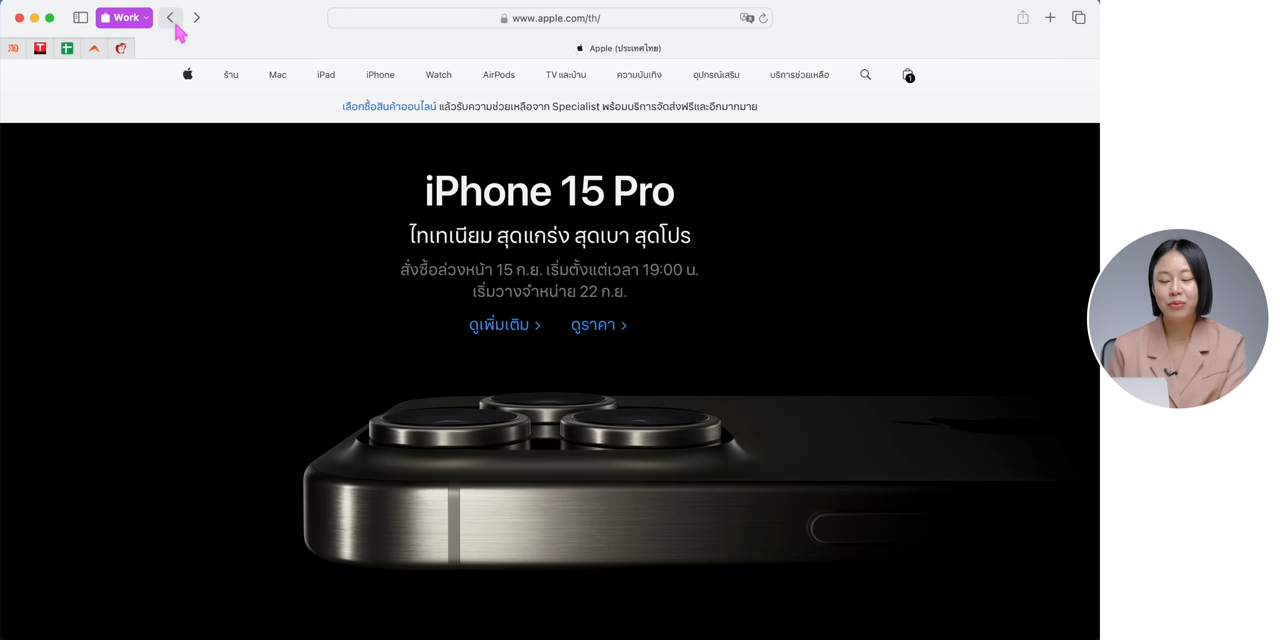 Work
www.apple.com/th/
Apple (ประเทศไทย)
ร้าน Mac iPad iPhone Watch AirPods TV และบ้าน ความบันเทิง อุปกรณ์เสริม บริการช่วยเหลือ 1
เลือกซื้อสินค้าออนไลน์ แล้วรับความช่วยเหลือจาก Specialist พร้อมบริการจัดส่งฟรีและอีกมากมาย
iPhone 15 Pro
ไทเทเนียม สุดแกร่ง สุดเบา สุดโปร
สั่งซื้อล่วงหน้า 15 ก.ย. เริ่มตั้งแต่เวลา 19:00 น.
เริ่มวางจำหน่าย 22 ก.ย.
ดูเพิ่มเติม > ดูราคา >